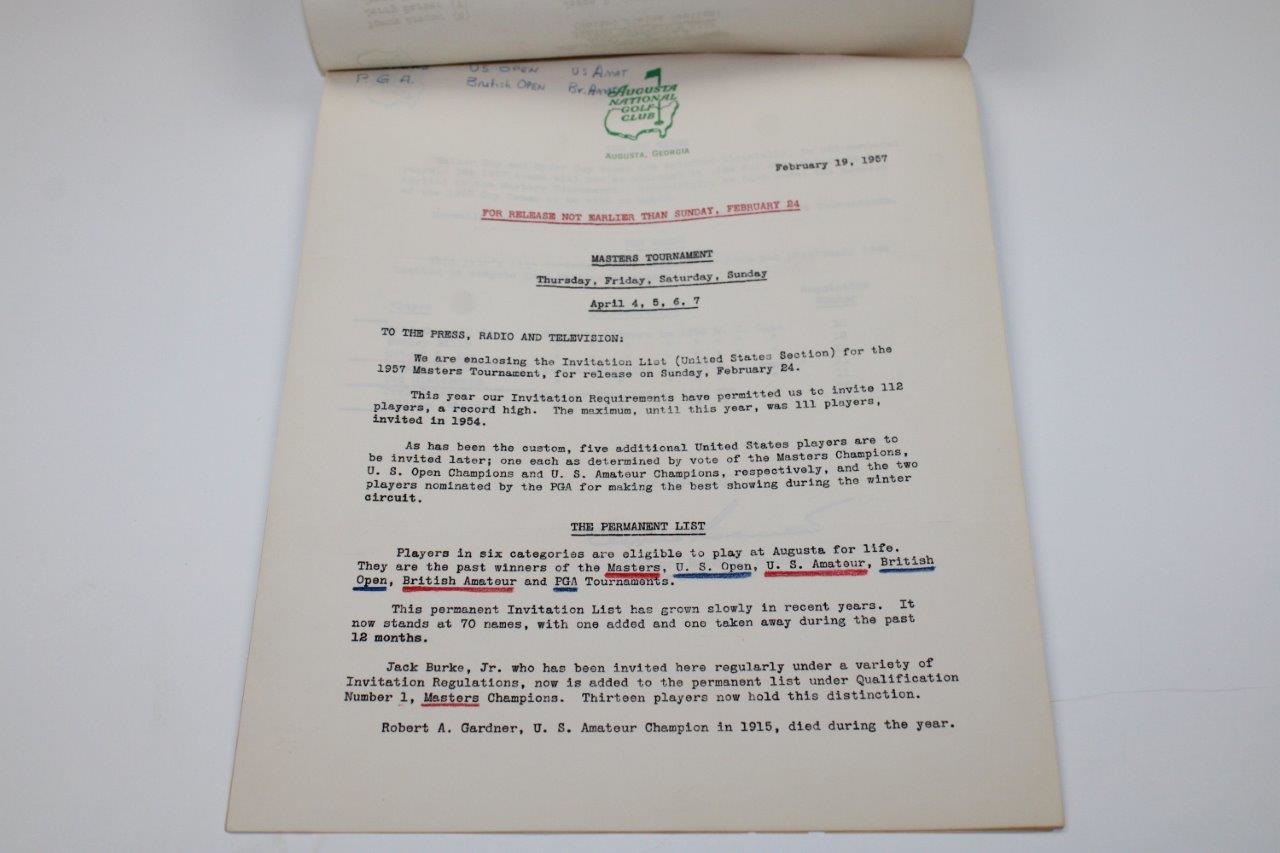 P. G. A. US OPEN US Amat
British OPEN Br. Amat
AUGUSTA
NATIONAL
GOLF
CLUB
AUGUSTA, GEORGIA
February 19, 1957
FOR RELEASE NOT EARLIER THAN SUNDAY, FEBRUARY 24
MASTERS TOURNAMENT
Thursday, Friday, Saturday, Sunday
April 4, 5, 6, 7
TO THE PRESS, RADIO AND TELEVISION:
We are enclosing the Invitation List (United States Section) for the
1957 Masters Tournament, for release on Sunday, February 24.
This year our Invitation Requirements have permitted us to invite 112
players, a record high. The maximum, until this year, was 111 players,
invited in 1954.
As has been the custom, five additional United States players are to
be invited later; one each as determined by vote of the Masters Champions,
U. S. Open Champions and U. S. Amateur Champions, respectively, and the two
players nominated by the PGA for making the best showing during the winter
circuit.
THE PERMANENT LIST
Players in six categories are eligible to play at Augusta for life.
They are the past winners of the Masters, U. S. Open, U. S. Amateur, British
Open, British Amateur and PGA Tournaments.
This permanent Invitation List has grown slowly in recent years. It
now stands at 70 names, with one added and one taken away during the past
12 months.
Jack Burke, Jr. who has been invited here regularly under a variety of
Invitation Regulations, now is added to the permanent list under Qualification
Number 1, Masters Champions. Thirteen players now hold this distinction.
Robert A. Gardner, U. S. Amateur Champion in 1915, died during the year.